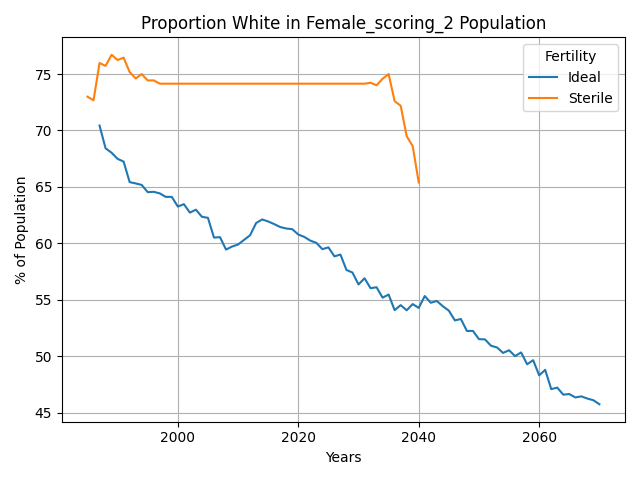 Proportion White in Female_scoring_2 Population
Fertility
Ideal
Sterile
% of Population
75
70
65
60
55
50
45
2000
2020
2040
2060
Years